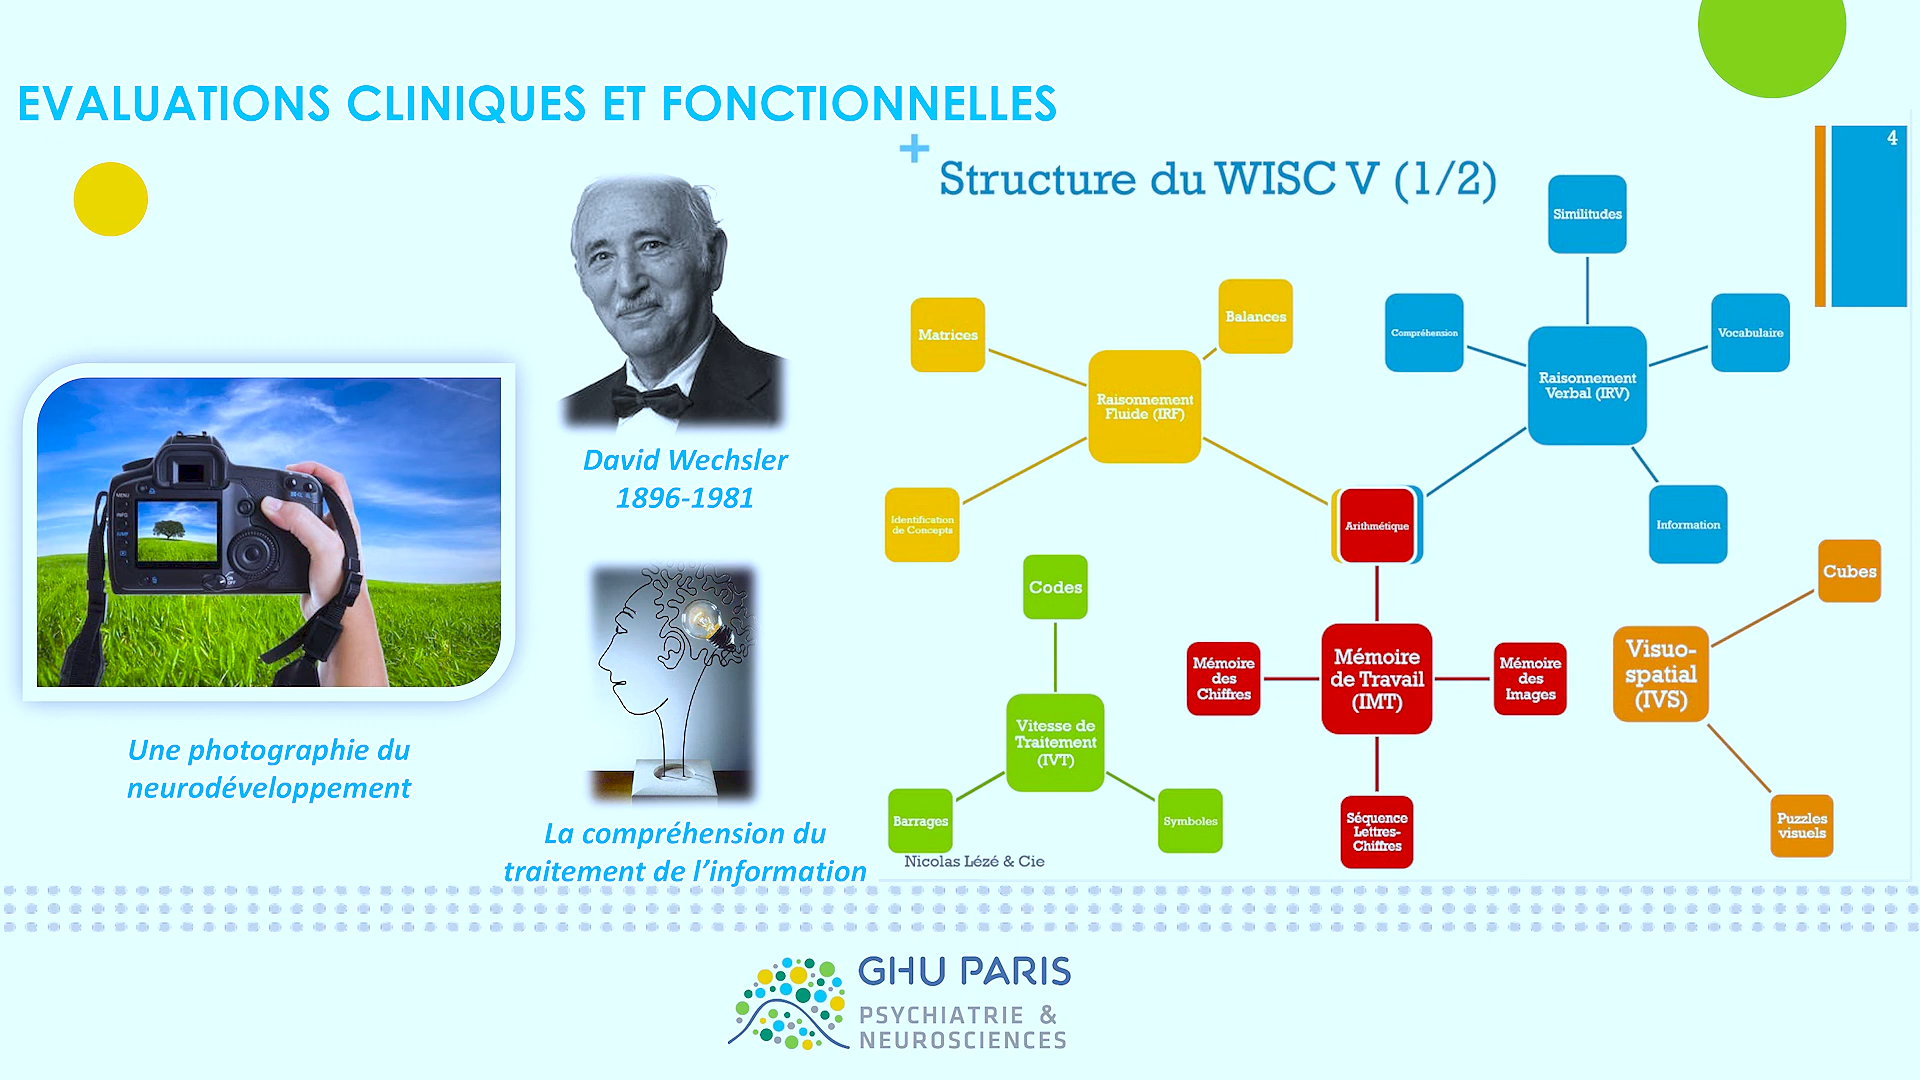 EVALUATIONS CLINIQUES ET FONCTIONNELLES
+
Structure du WISC V (1/2)
4
David Wechsler
1896-1981
Une photographie du
neurodéveloppement
La compréhension du
traitement de l’information
Matrices
Balances
Raisonnement
Fluide (IRF)
Identification
de Concepts
Similitudes
Compréhension
Vocabulaire
Raisonnement
Verbal (IRV)
Information
Arithmétique
Codes
Vitesse de
Traitement
(IVT)
Barrages
Symboles
Mémoire
des
Chiffres
Mémoire
de Travail
(IMT)
Mémoire
des
Images
Séquence
Lettres-
Chiffres
Cubes
Visuo-
spatial
(IVS)
Puzzles
visuels
Nicolas Lézé & Cie
GHU PARIS
PSYCHIATRIE &
NEUROSCIENCES